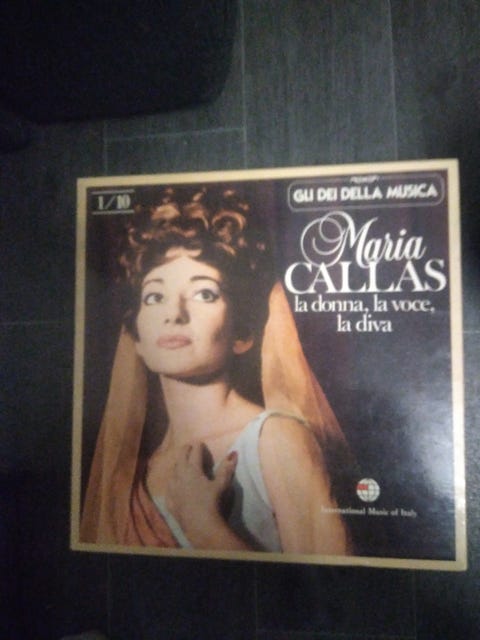 1/10
GLI DEI DELLA MUSICA
Maria
CALLAS
la donna, la voce,
la diva
International Music of Italy